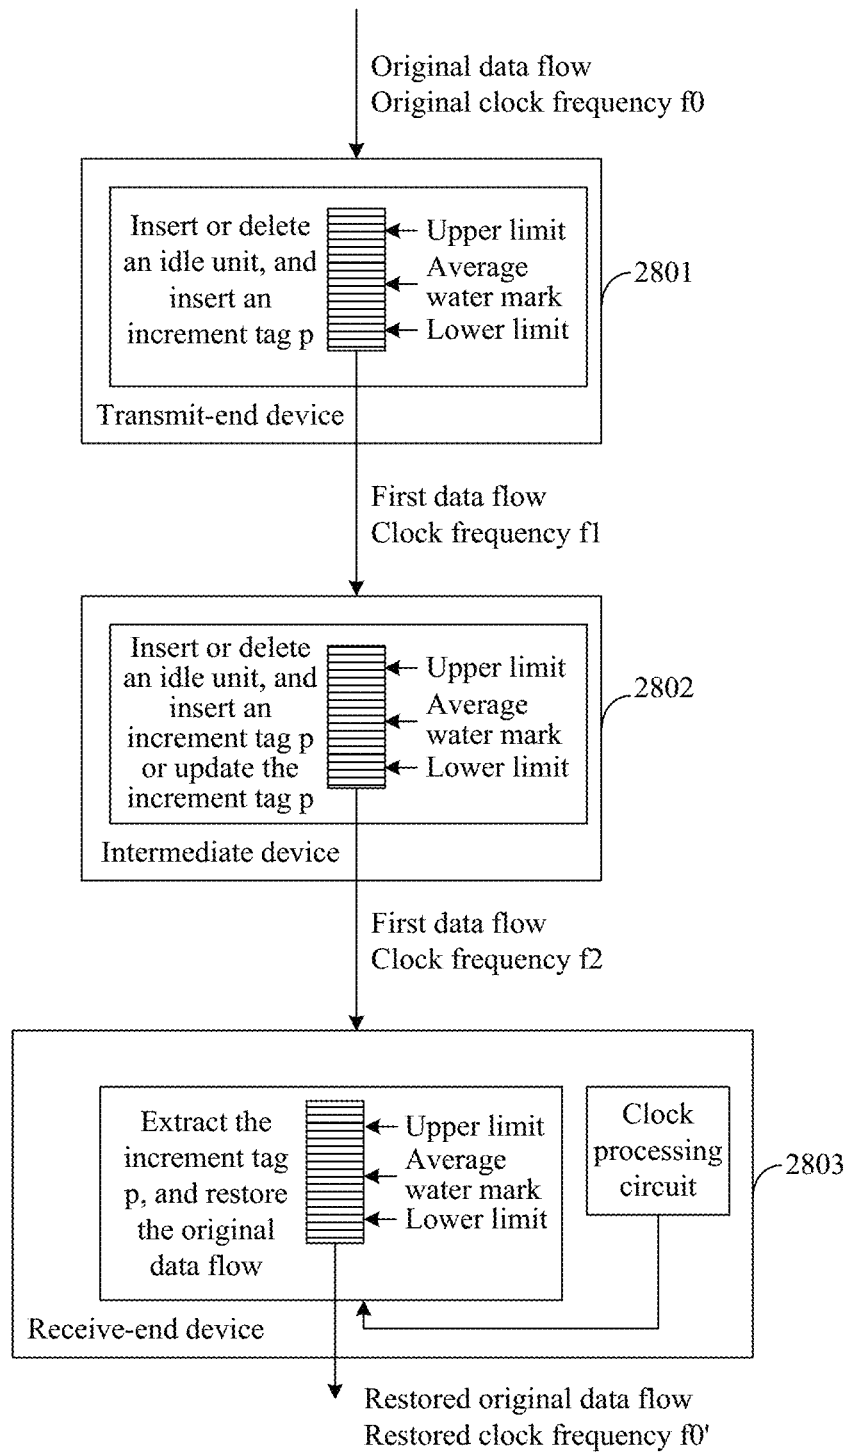 Original data flow
Original clock frequency f0
Insert or delete
an idle unit, and
insert an
increment tag p
Upper limit
Average
water mark
Lower limit
2801
Transmit-end device
First data flow
Clock frequency f1
Insert or delete
an idle unit, and
insert an
increment tag p
or update the
increment tag p
Upper limit
Average
water mark
Lower limit
2802
Intermediate device
First data flow
Clock frequency f2
Extract the
increment tag
p, and restore
the original
data flow
Upper limit
Average
water mark
Lower limit
Clock
processing
circuit
2803
Receive-end device
Restored original data flow
Restored clock frequency f0'